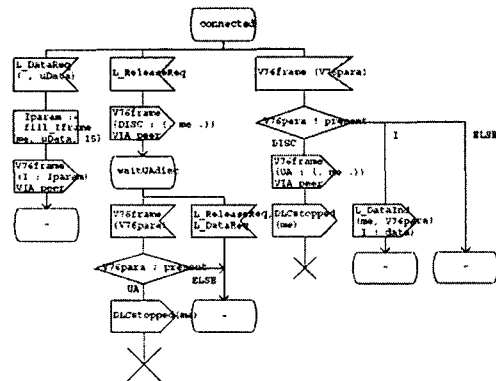 connected
L_DataReq
(-, uData)
L_ReleaseReq
V76frame (V76para)
Iparam :=
fill_Iframe
me, uData, 15)
V76frame
(DISC : (. me .))
VIA peer
V76para ! present
V76frame
(I : Iparam)
VIA peer
waitUAdisc
DISC
I
ELSE
V76frame
(UA : (. me .)
VIA peer
-
V76frame
(V76para)
L_ReleaseReq,
L_DataReq
DLCstopped
(me)
L_DataInd
(me, V76para)
I ! data)
V76para ! present
UA
ELSE
-
-
DLCstopped(me)
-